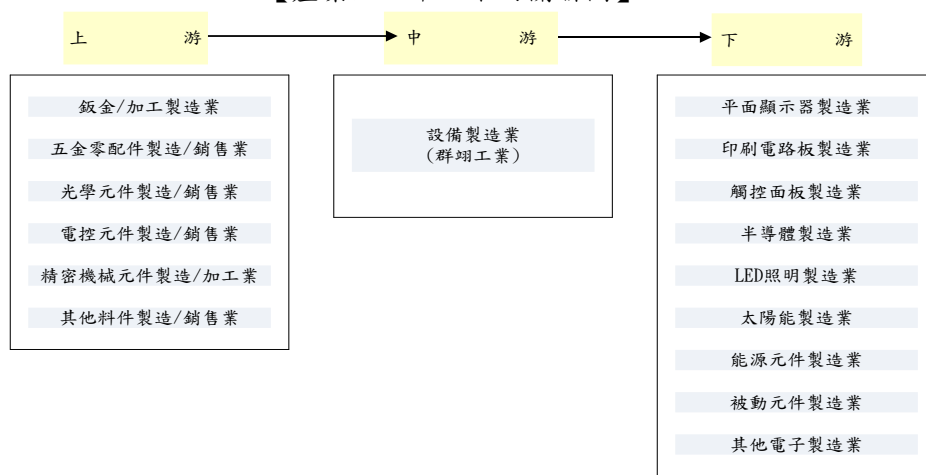 上 游
中 游
下 游
鈑金/加工製造業
五金零配件製造/銷售業
光學元件製造/銷售業
電控元件製造/銷售業
精密機械元件製造/加工業
其他料件製造/銷售業
設備製造業
(群翊工業)
平面顯示器製造業
印刷電路板製造業
觸控面板製造業
半導體製造業
LED照明製造業
太陽能製造業
能源元件製造業
被動元件製造業
其他電子製造業